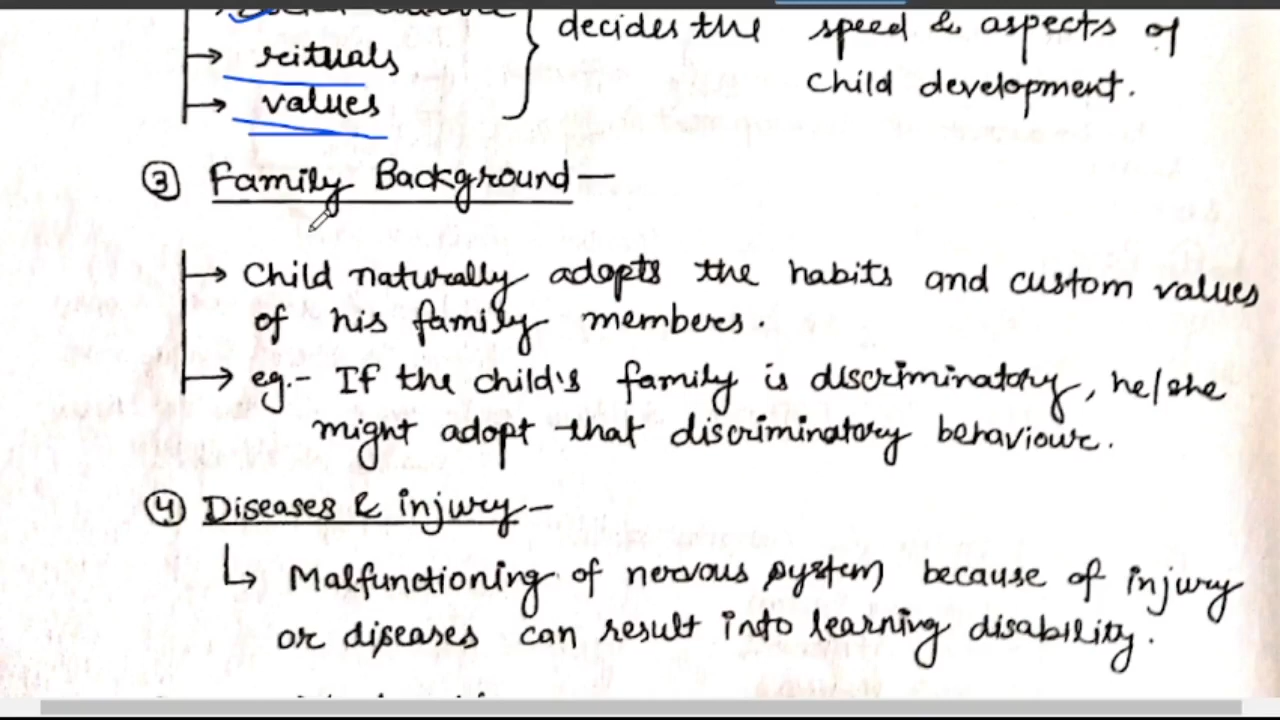 decides the speed & aspects of
→ rituals
child development.
→ values
③ Family Background —
→ Child naturally adopts the habits and custom values
of his family members.
→ eg.- If the child's family is discriminatory, he/she
might adopt that discriminatory behaviour.
④ Diseases & injury —
↳ Malfunctioning of nervous system because of injury
or diseases can result into learning disability.